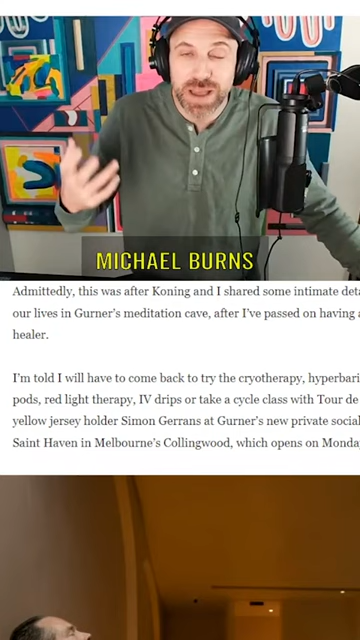 MICHAEL BURNS
Admittedly, this was after Koning and I shared some intimate deta
our lives in Gurner's meditation cave, after I've passed on having a
healer.
I'm told I will have to come back to try the cryotherapy, hyperbari
pods, red light therapy, IV drips or take a cycle class with Tour de
yellow jersey holder Simon Gerrans at Gurner's new private social
Saint Haven in Melbourne's Collingwood, which opens on Monday